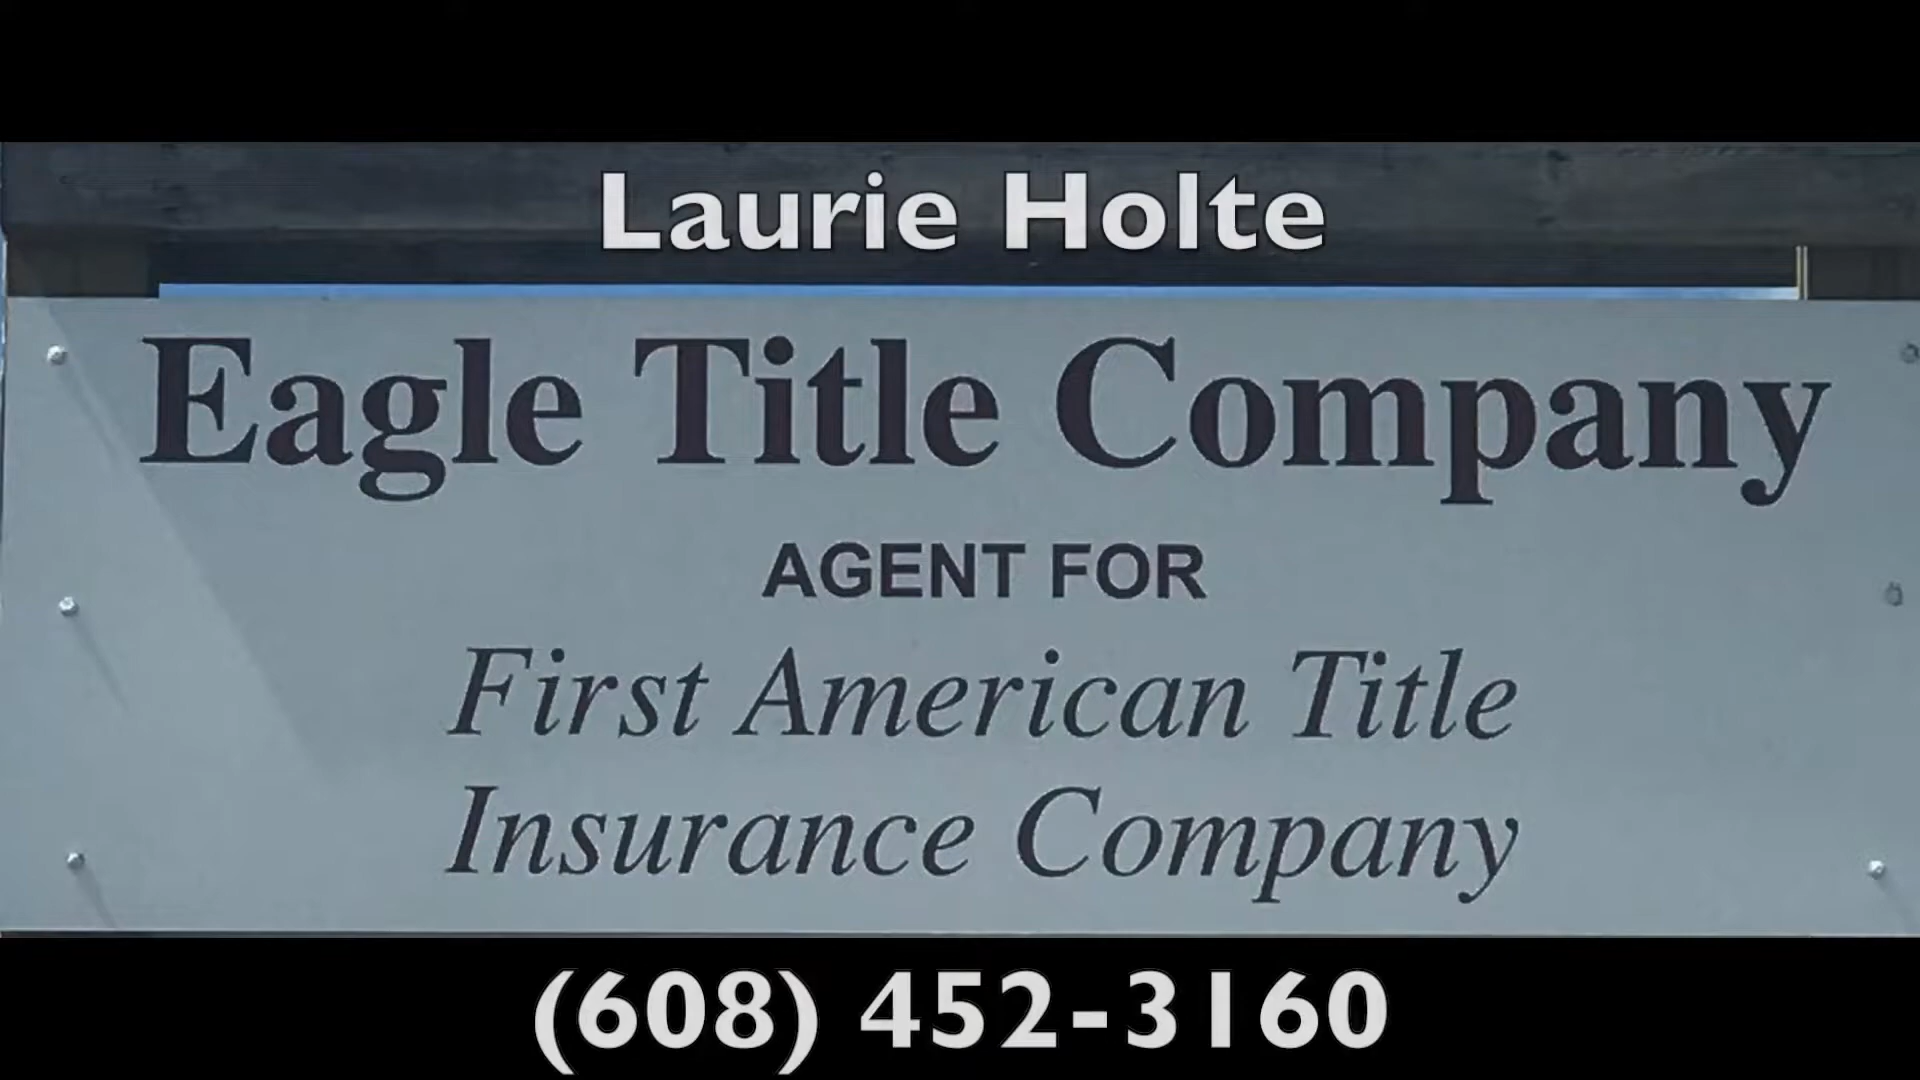 Laurie Holte
Eagle Title Company
AGENT FOR
First American Title
Insurance Company
(608) 452-3160